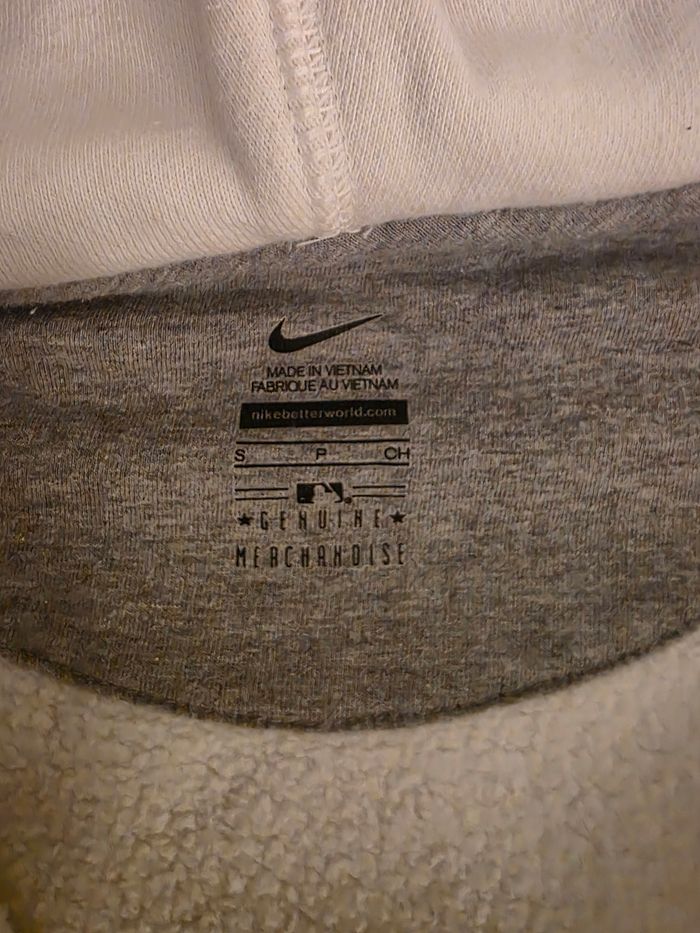 MADE IN VIETNAM
FABRIQUE AU VIETNAM
nikebetterworld.com
S P CH
GENUINE
MERCHANDISE